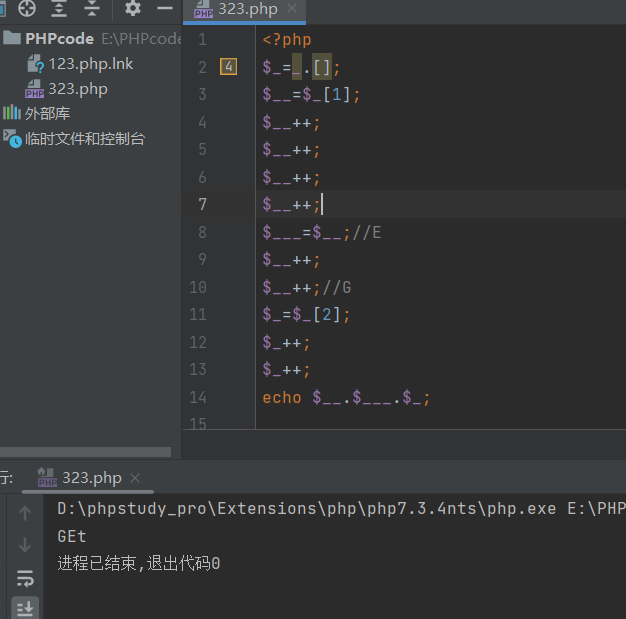 323.php
PHPcode E:\PHPcode
123.php.lnk
323.php
外部库
临时文件和控制台
1 <?php
2 4 $_=_.[];
3 $__=$_[1];
4 $__++;
5 $__++;
6 $__++;
7 $__++;
8 $___=$__;//E
9 $__++;
10 $__++;//G
11 $_=$_[2];
12 $_++;
13 $_++;
14 echo $__.$___.$_;
15
行: 323.php
D:\phpstudy_pro\Extensions\php\php7.3.4nts\php.exe E:\PHP
GEt
进程已结束,退出代码0